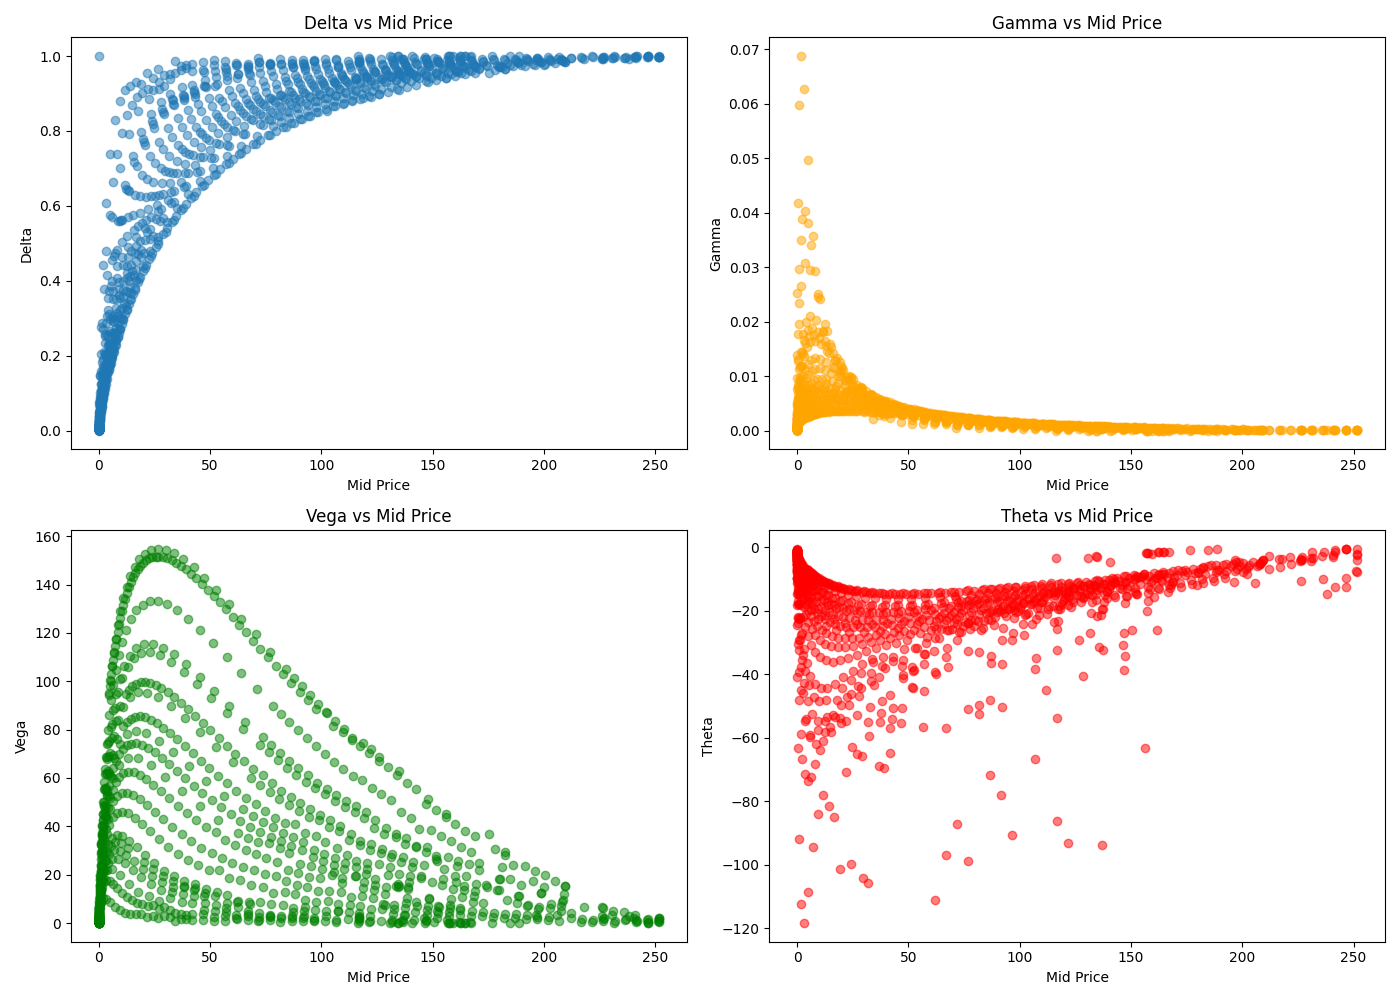 Delta vs Mid Price
Delta
1.0
0.8
0.6
0.4
0.2
0.0
0 50 100 150 200 250
Mid Price
Gamma vs Mid Price
Gamma
0.07
0.06
0.05
0.04
0.03
0.02
0.01
0.00
0 50 100 150 200 250
Mid Price
Vega vs Mid Price
Vega
160
140
120
100
80
60
40
20
0
0 50 100 150 200 250
Mid Price
Theta vs Mid Price
Theta
0
−20
−40
−60
−80
−100
−120
0 50 100 150 200 250
Mid Price